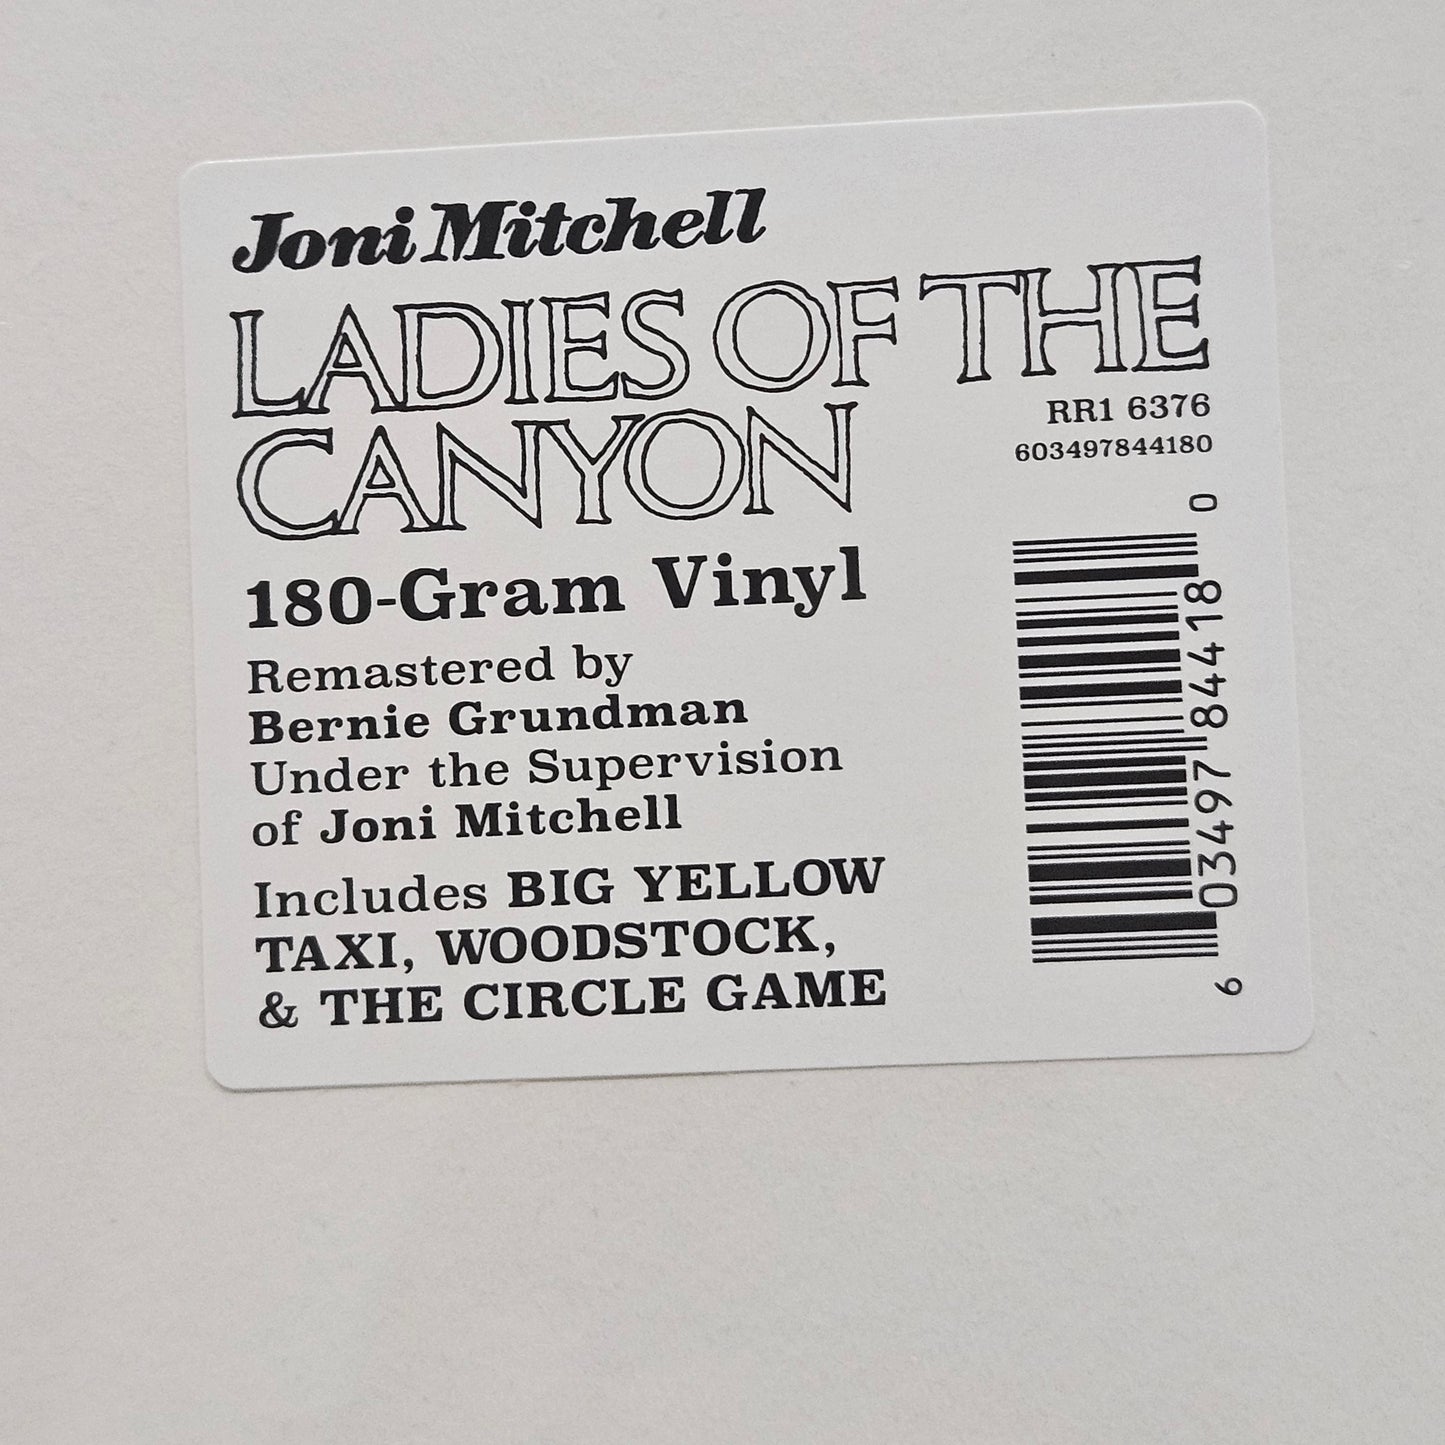 Joni Mitchell
LADIES OF THE
CANYON
RR1 6376
603497844180
180-Gram Vinyl
Remastered by
Bernie Grundman
Under the Supervision
of Joni Mitchell
Includes BIG YELLOW
TAXI, WOODSTOCK,
& THE CIRCLE GAME
6 03497 84418 0